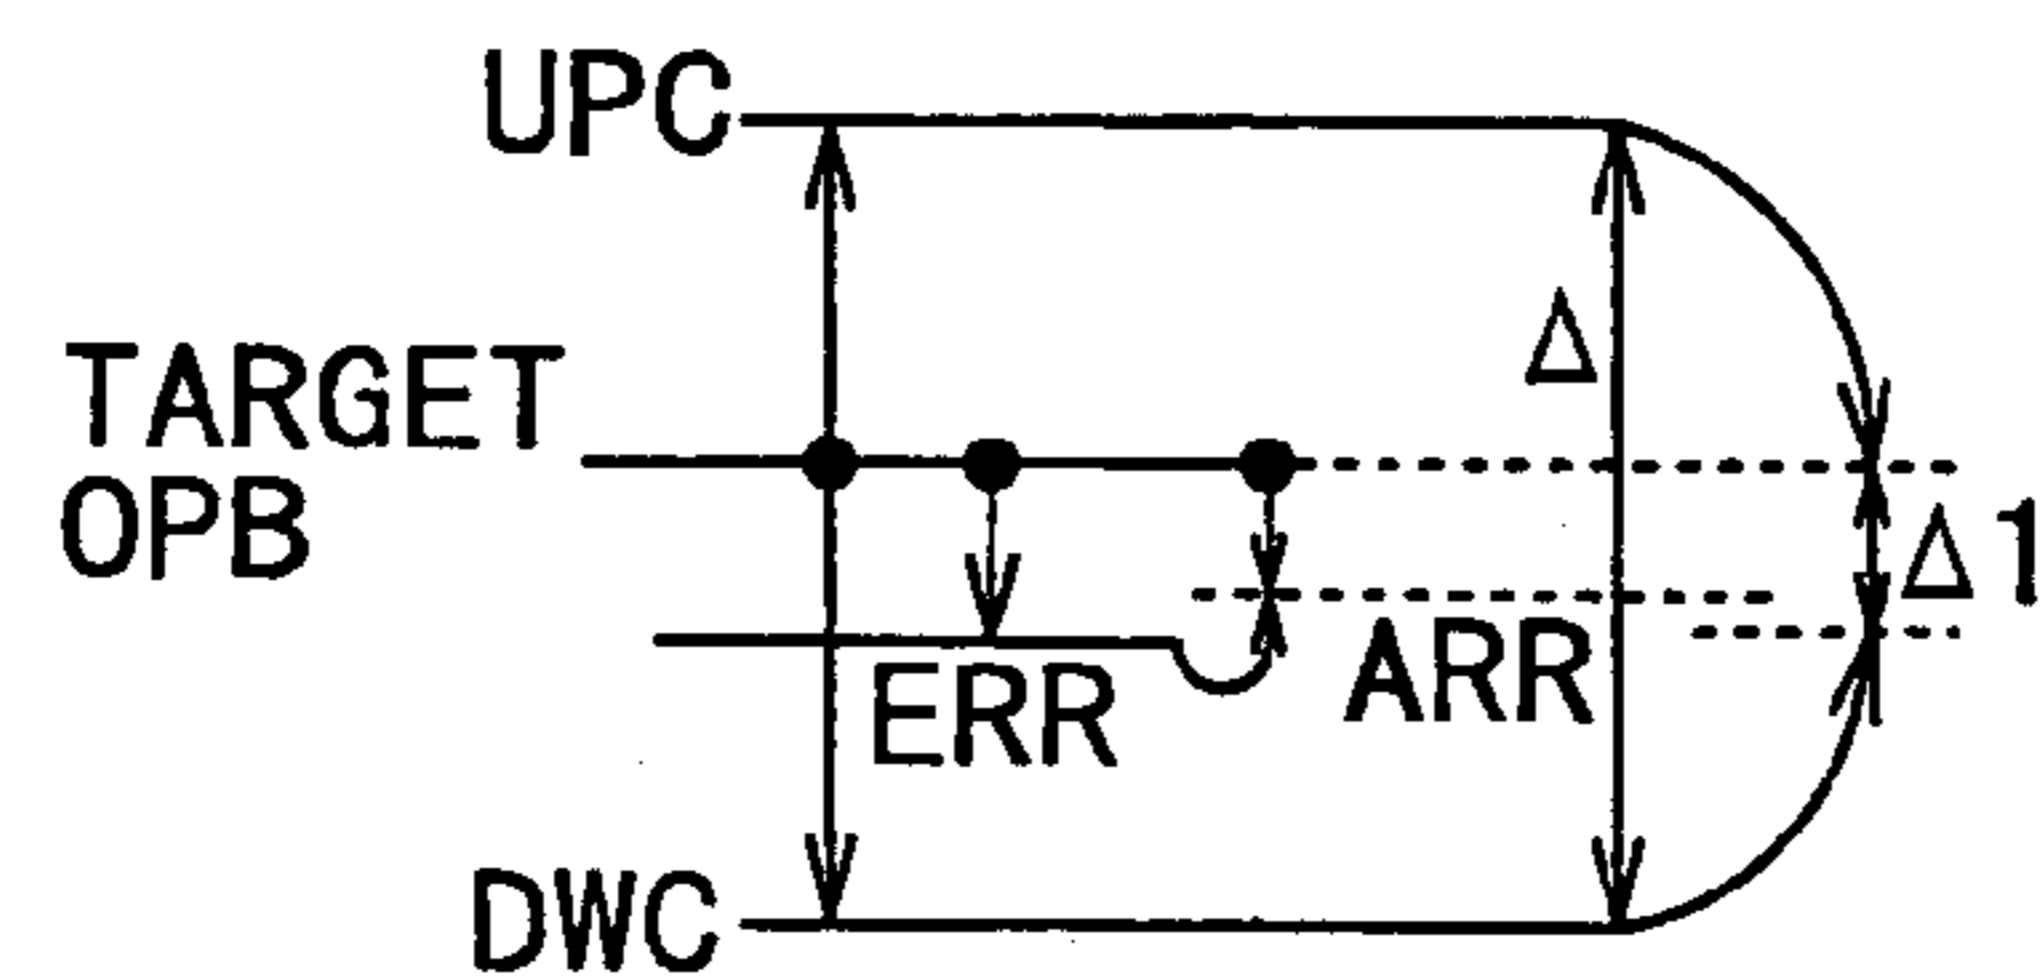 UPC
TARGET
OPB
Δ
Δ1
ERR
ARR
DWC